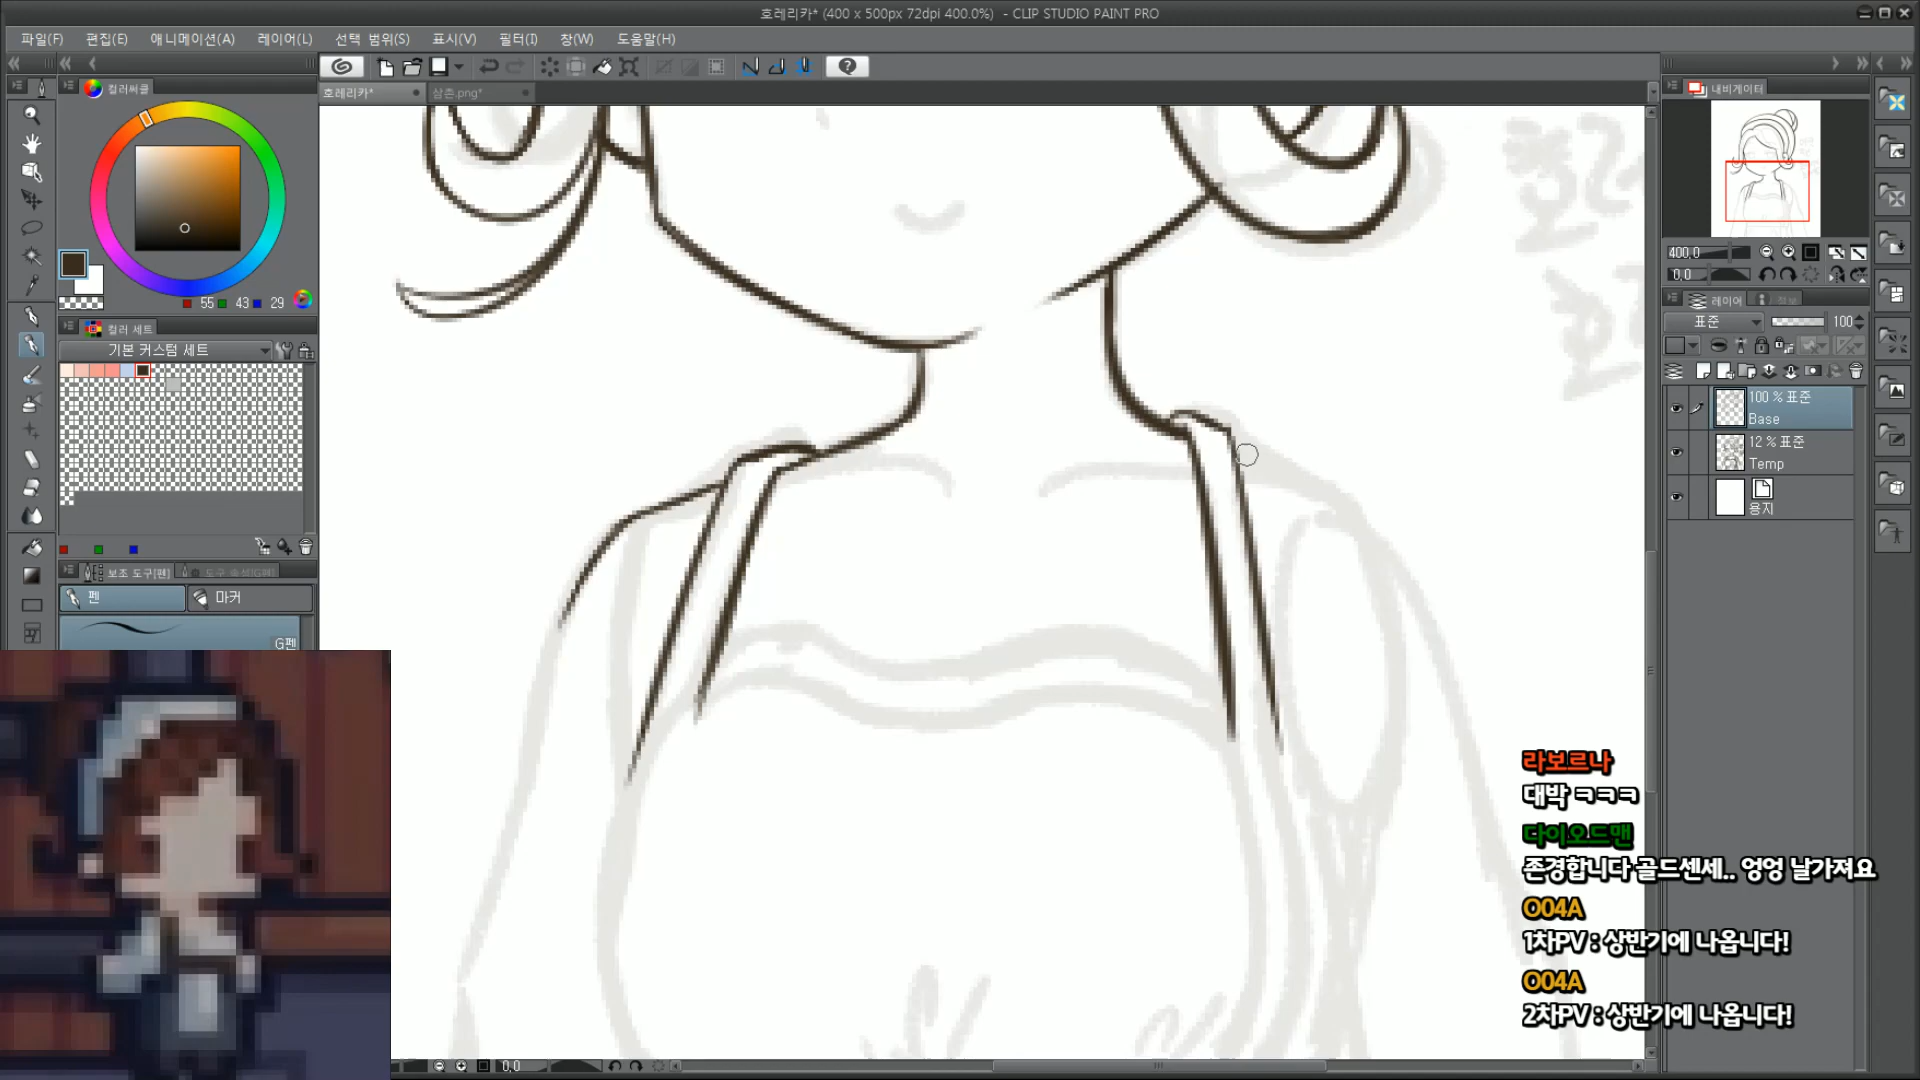 호레리카* (400 x 500px 72dpi 400.0%)  - CLIP STUDIO PAINT PRO
파일(F) 편집(E) 애니메이션(A) 레이어(L) 선택 범위(S) 표시(V) 필터(I) 창(W) 도움말(H)
컬러써클
호레리카*
삼촌.png*
내비게이터
55 43 29
400.0
0.0
컬러 세트
기본 커스텀 세트
레이어
정보
표준 100
100 % 표준
Base
12 % 표준
Temp
용지
보조 도구[펜]
도구 속성[G펜]
펜
마커
G펜
라보르나
대박 ㅋㅋㅋ
다이오드맨
존경합니다 골드센세.. 엉엉 날가져요
O04A
1차PV : 상반기에 나옵니다!
O04A
2차PV : 상반기에 나옵니다!
0,0